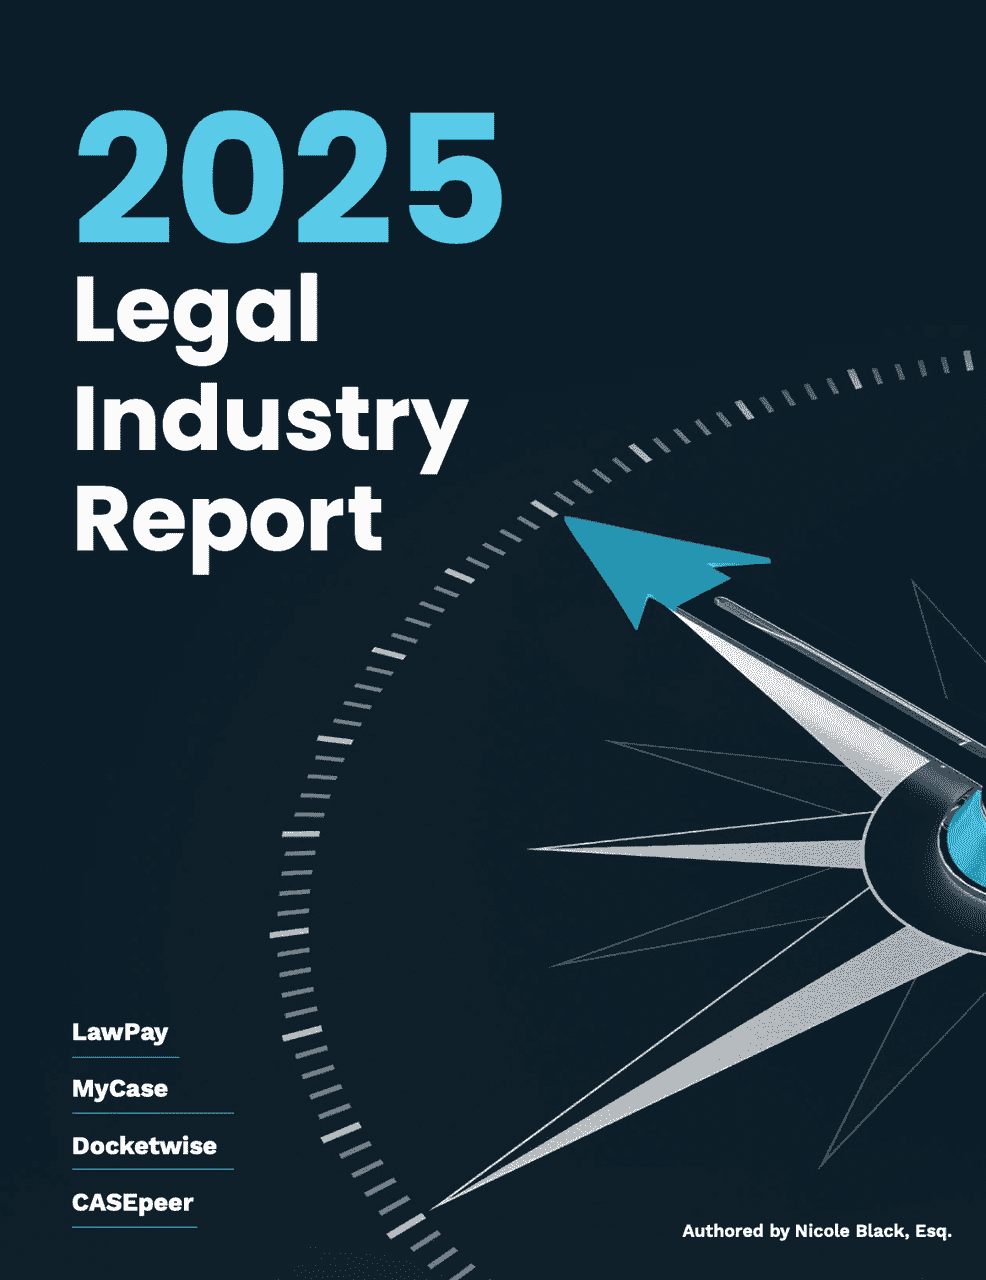 2025
Legal
Industry
Report
LawPay
MyCase
Docketwise
CASEpeer
Authored by Nicole Black, Esq.